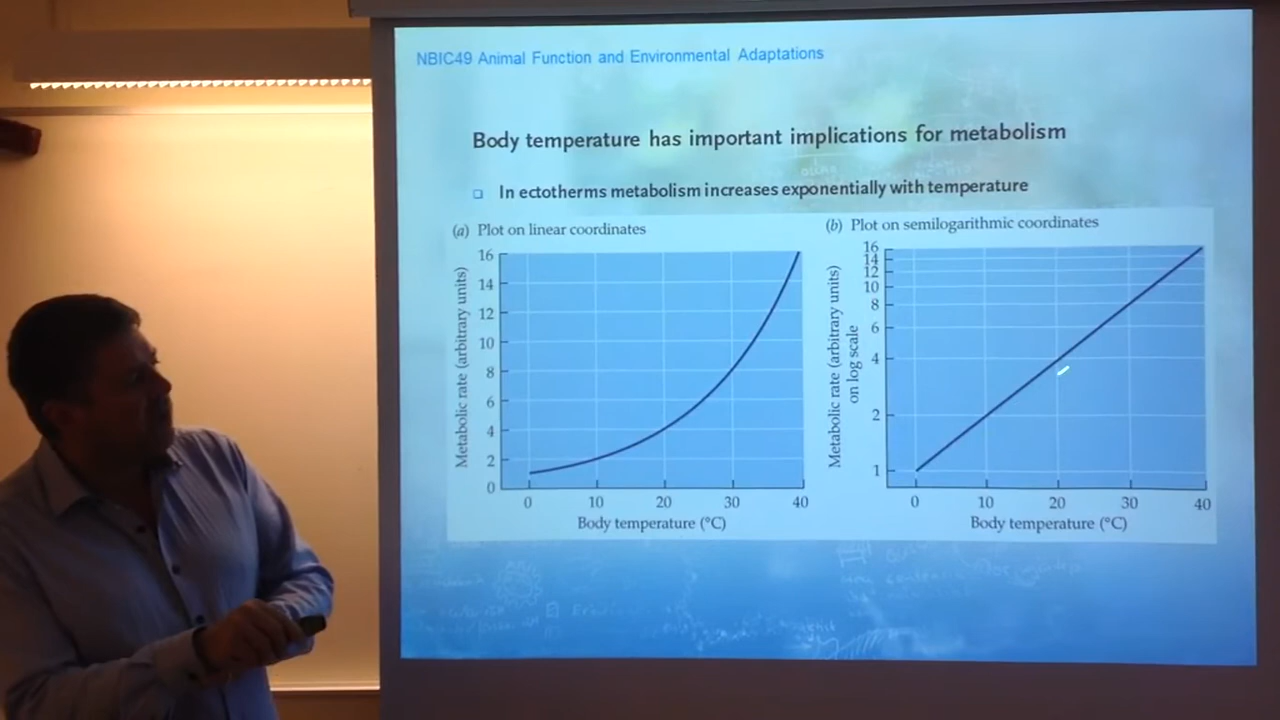 NBIC49 Animal Function and Environmental Adaptations
Body temperature has important implications for metabolism
In ectotherms metabolism increases exponentially with temperature
(a) Plot on linear coordinates
Metabolic rate (arbitrary units)
16
14
12
10
8
6
4
2
0
0 10 20 30 40
Body temperature (°C)
(b) Plot on semilogarithmic coordinates
Metabolic rate (arbitrary units)
on log scale
16
14
12
10
8
6
4
2
1
0 10 20 30 40
Body temperature (°C)